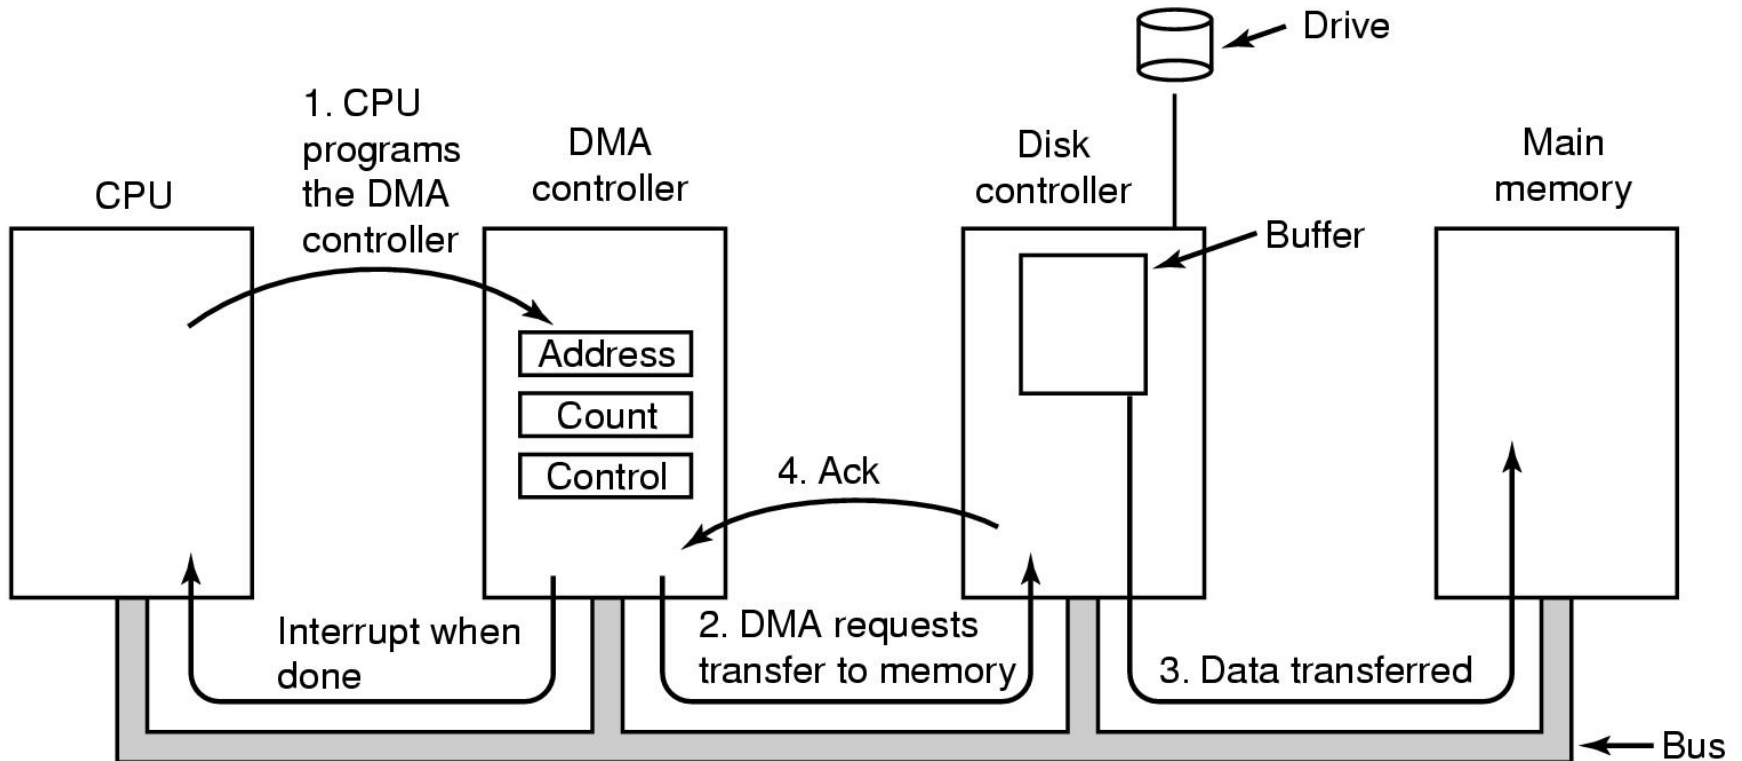 Drive
1. CPU
programs
the DMA
controller
DMA
controller
Disk
controller
Main
memory
CPU
Buffer
Address
Count
Control
4. Ack
Interrupt when
done
2. DMA requests
transfer to memory
3. Data transferred
Bus